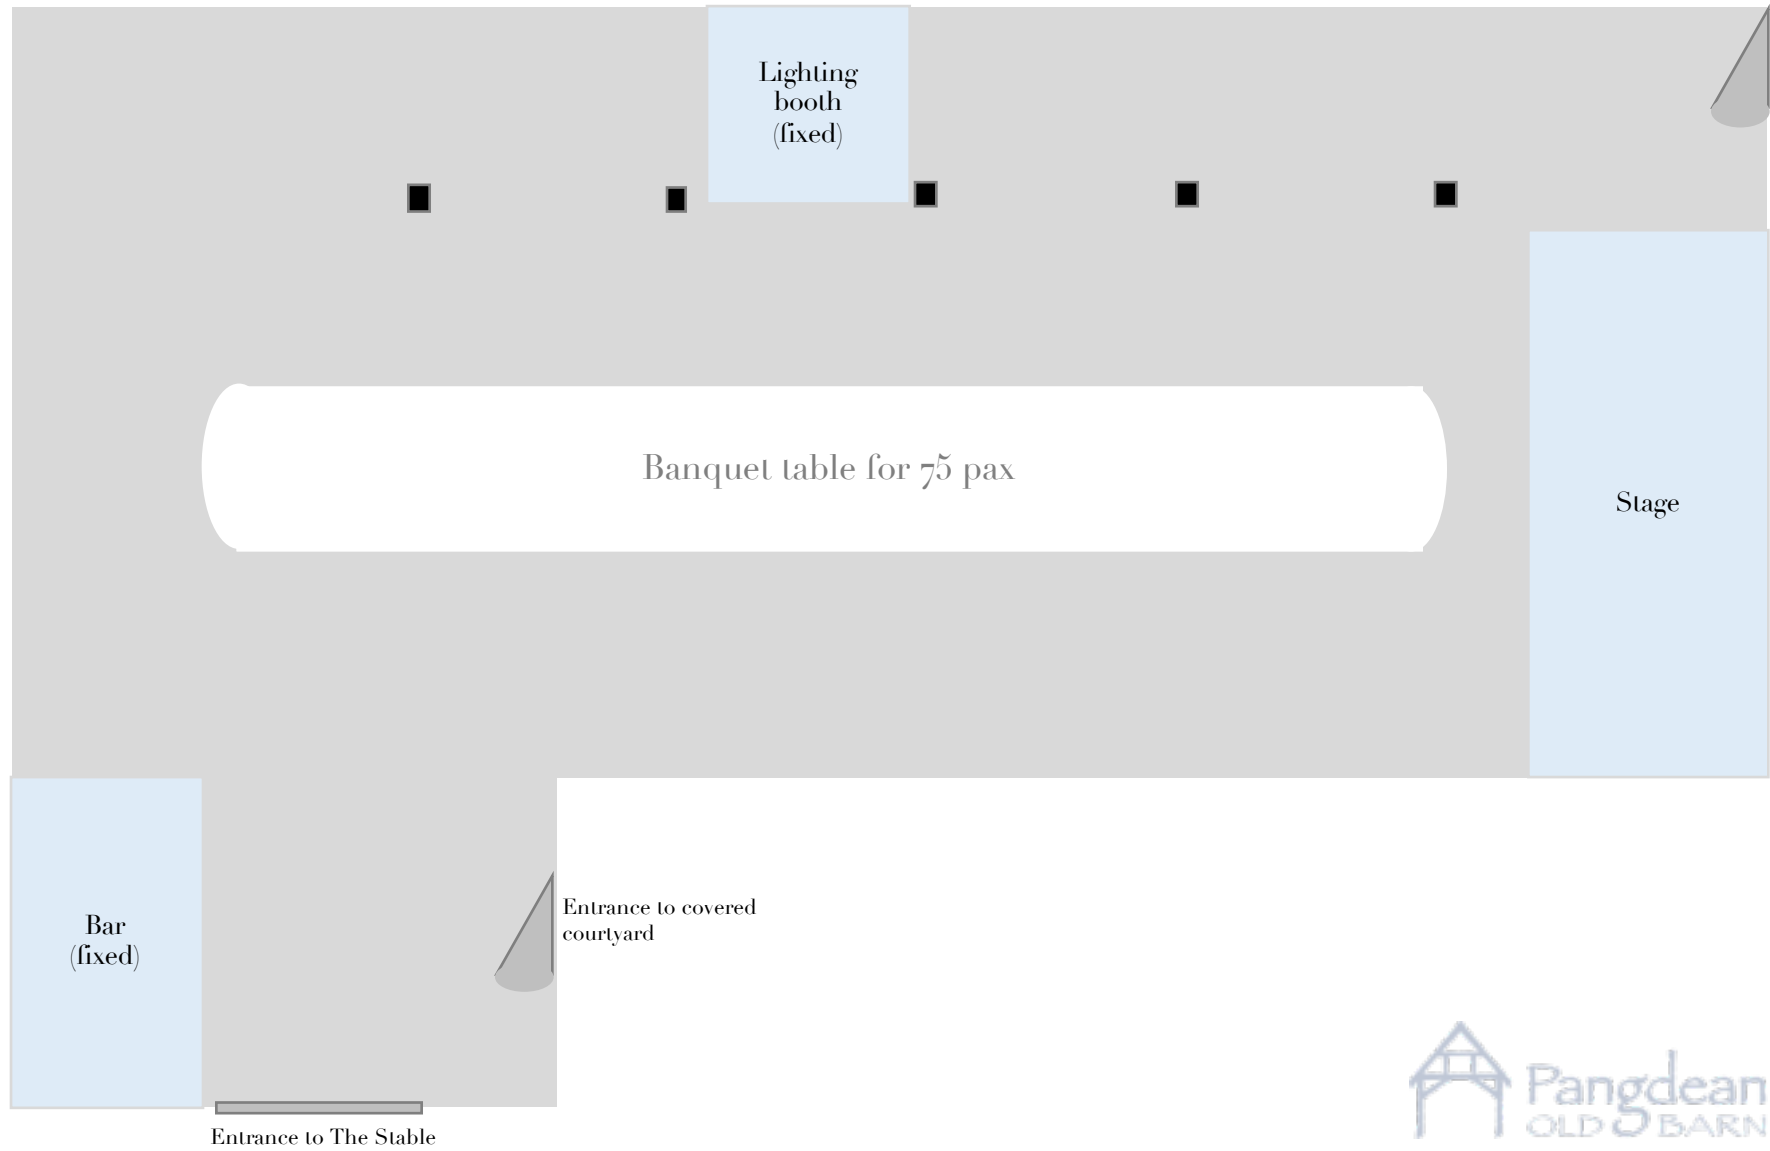 Lighting
booth
(fixed)
Banquet table for 75 pax
Stage
Bar
(fixed)
Entrance to covered
courtyard
Entrance to The Stable
Pangdean
OLD BARN